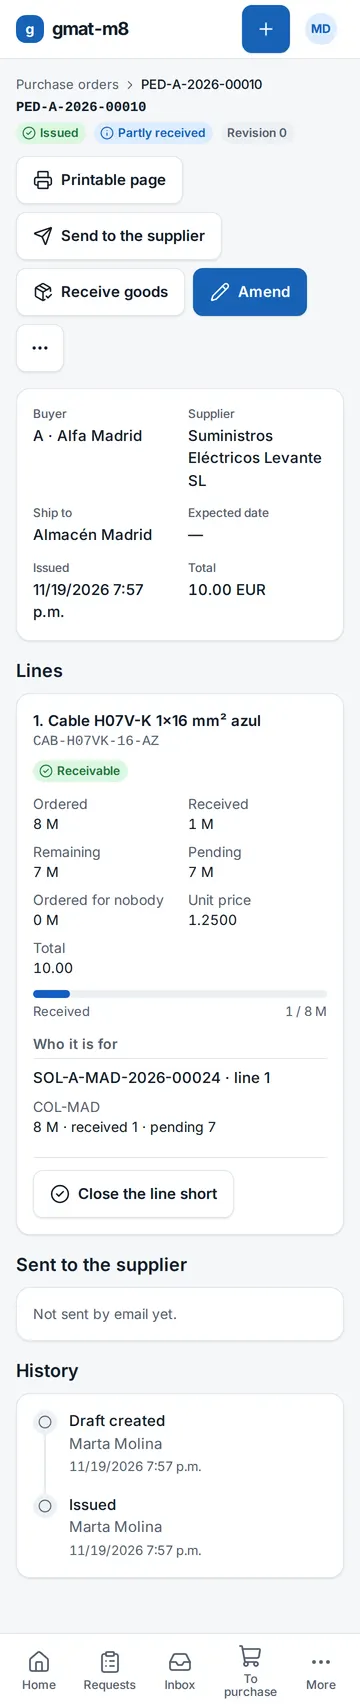 g gmat-m8
MD
Purchase orders > PED-A-2026-00010
PED-A-2026-00010
Issued Partly received Revision 0
Printable page
Send to the supplier
Receive goods Amend
...
Buyer Supplier
A · Alfa Madrid Suministros
Eléctricos Levante
SL
Ship to Expected date
Almacén Madrid —
Issued Total
11/19/2026 7:57 10.00 EUR
p.m.
Lines
1. Cable H07V-K 1×16 mm² azul
CAB-H07VK-16-AZ
Receivable
Ordered Received
8 M 1 M
Remaining Pending
7 M 7 M
Ordered for nobody Unit price
0 M 1.2500
Total
10.00
Received 1 / 8 M
Who it is for
SOL-A-MAD-2026-00024 · line 1
COL-MAD
8 M · received 1 · pending 7
Close the line short
Sent to the supplier
Not sent by email yet.
History
Draft created
Marta Molina
11/19/2026 7:57 p.m.
Issued
Marta Molina
11/19/2026 7:57 p.m.
Home Requests Inbox To purchase More